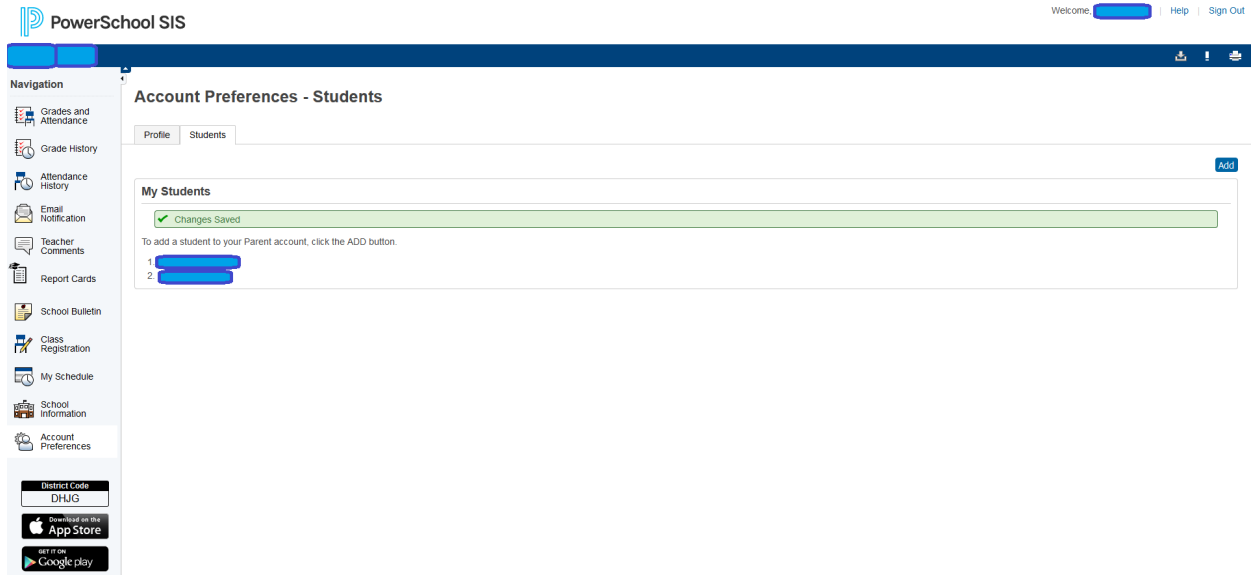 PowerSchool SIS
Welcome,
Help
Sign Out
Navigation
Grades and
Attendance
Grade History
Attendance
History
Email
Notification
Teacher
Comments
Report Cards
School Bulletin
Class
Registration
My Schedule
School
Information
Account
Preferences
District Code
DHJG
Download on the
App Store
GET IT ON
Google play
Account Preferences - Students
Profile
Students
Add
My Students
Changes Saved
To add a student to your Parent account, click the ADD button.
1.
2.